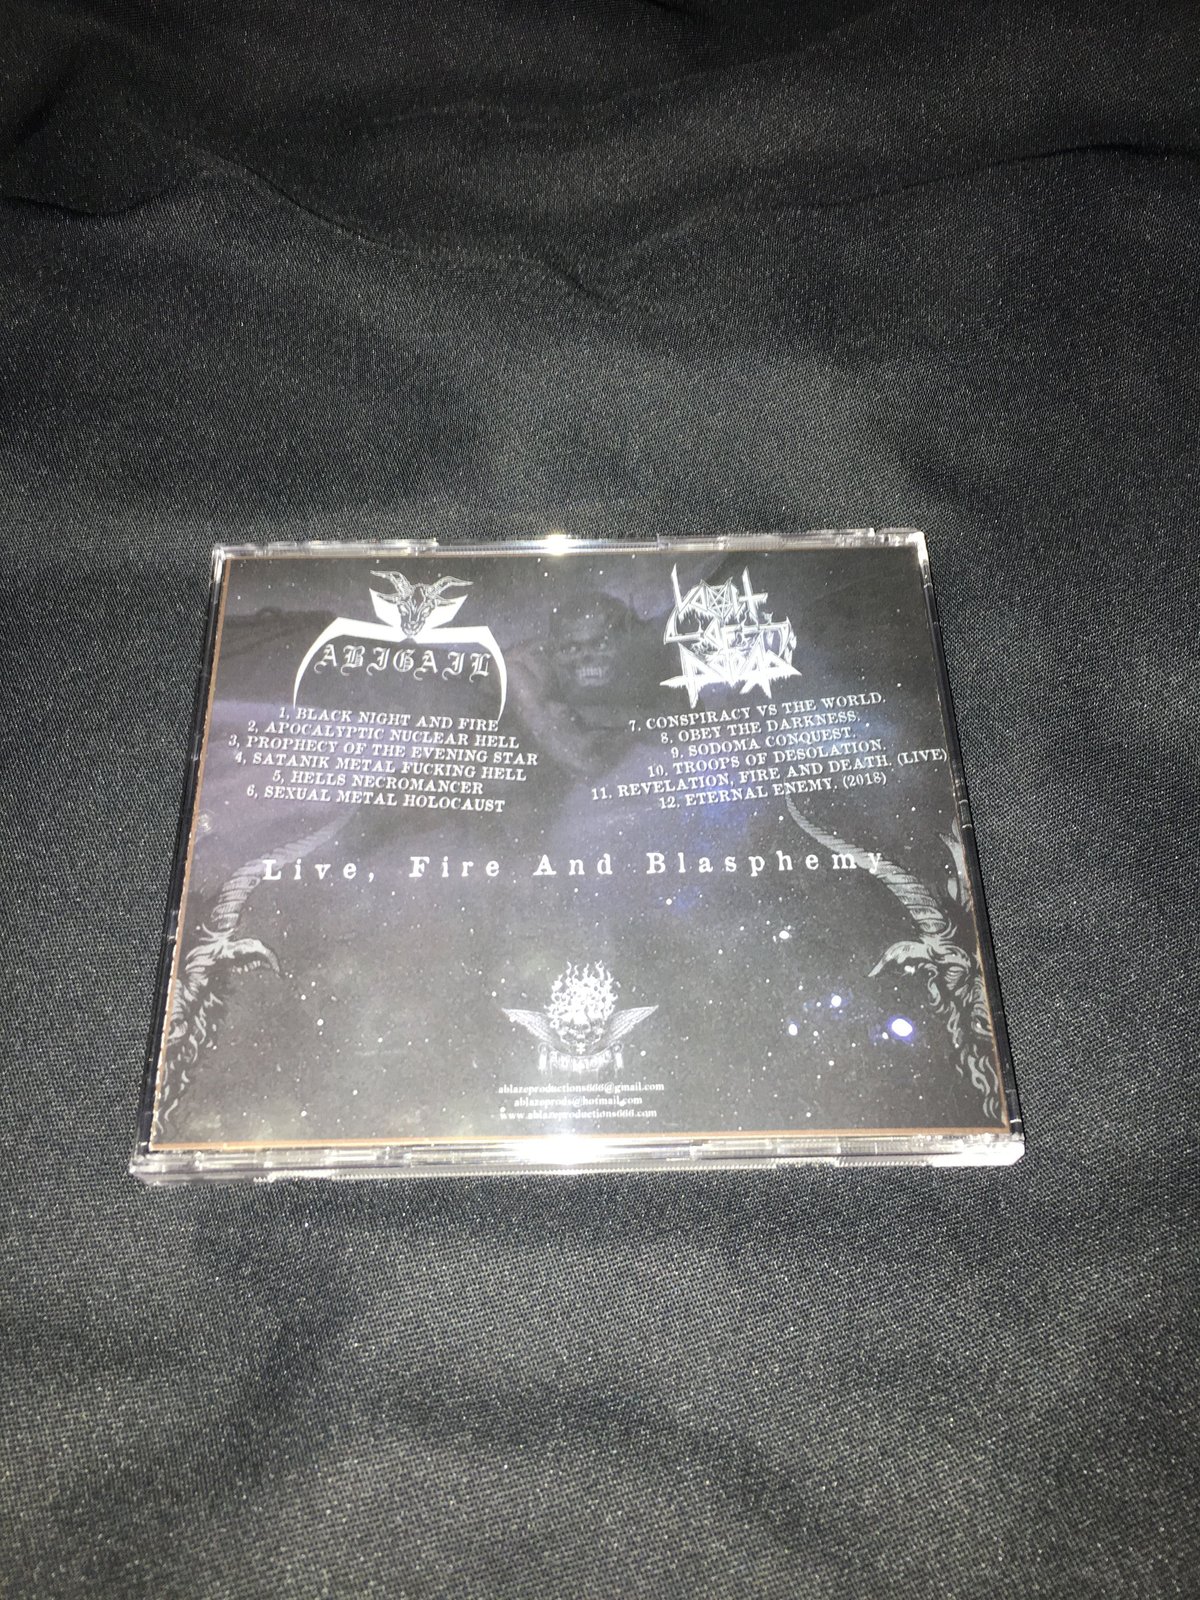 ABIGAIL
1. BLACK NIGHT AND FIRE
2. APOCALYPTIC NUCLEAR HELL
3. PROPHECY OF THE EVENING STAR
4. SATANIK METAL FUCKING HELL
5. HELLS NECROMANCER
6. SEXUAL METAL HOLOCAUST
VOMIT
OF
DOOM
7. CONSPIRACY VS THE WORLD.
8. OBEY THE DARKNESS.
9. SODOMA CONQUEST.
10. TROOPS OF DESOLATION.
11. REVELATION, FIRE AND DEATH. (LIVE)
12. ETERNAL ENEMY. (2018)
Live, Fire And Blasphemy
ablazeproductions666@gmail.com
ablazeprods@hotmail.com
www.ablazeproductions666.com